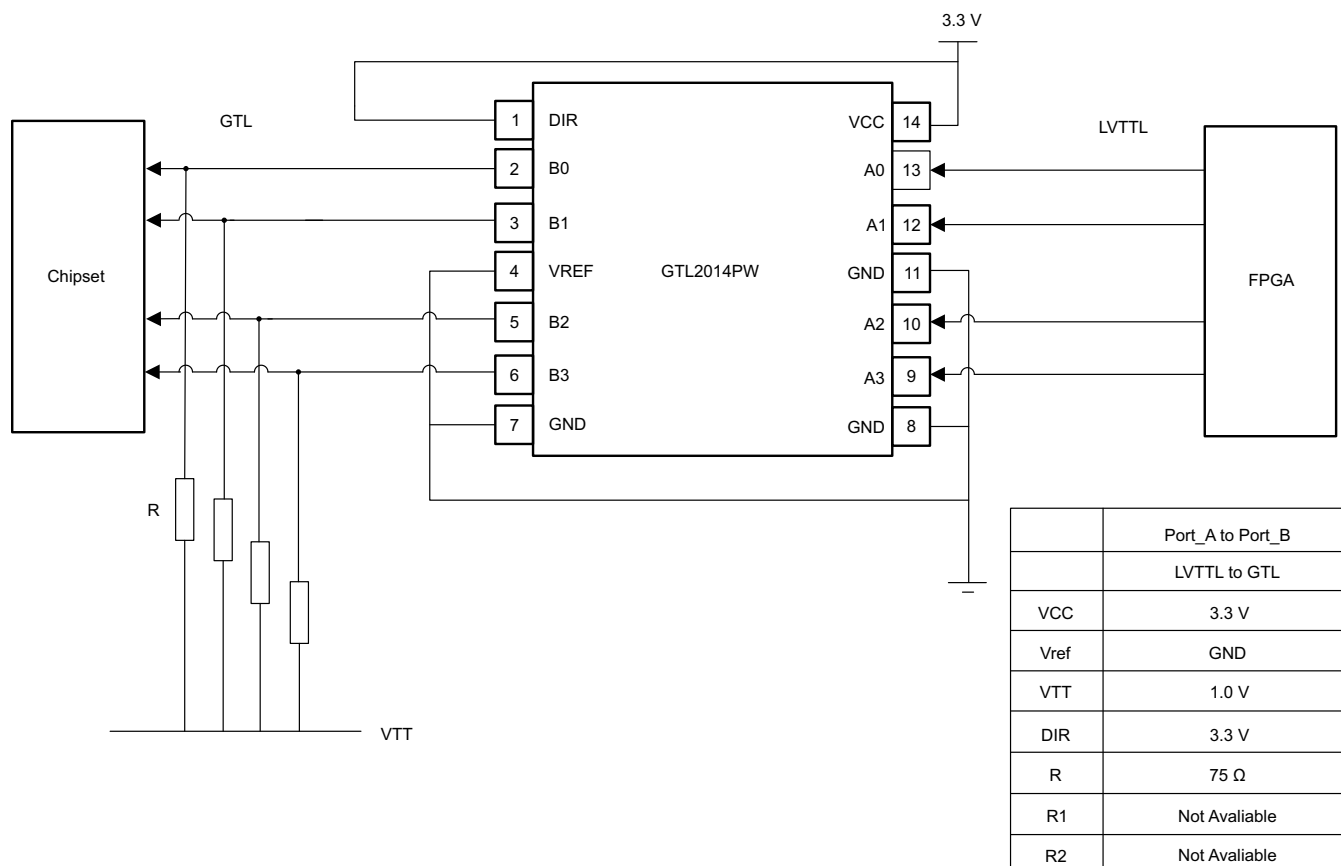 3.3 V
GTL
LVTTL
Chipset
1 DIR
2 B0
3 B1
4 VREF
5 B2
6 B3
7 GND
GTL2014PW
VCC 14
A0 13
A1 12
GND 11
A2 10
A3 9
GND 8
FPGA
R
VTT
Port_A to Port_B
LVTTL to GTL
VCC 3.3 V
Vref GND
VTT 1.0 V
DIR 3.3 V
R 75 Ω
R1 Not Avaliable
R2 Not Avaliable